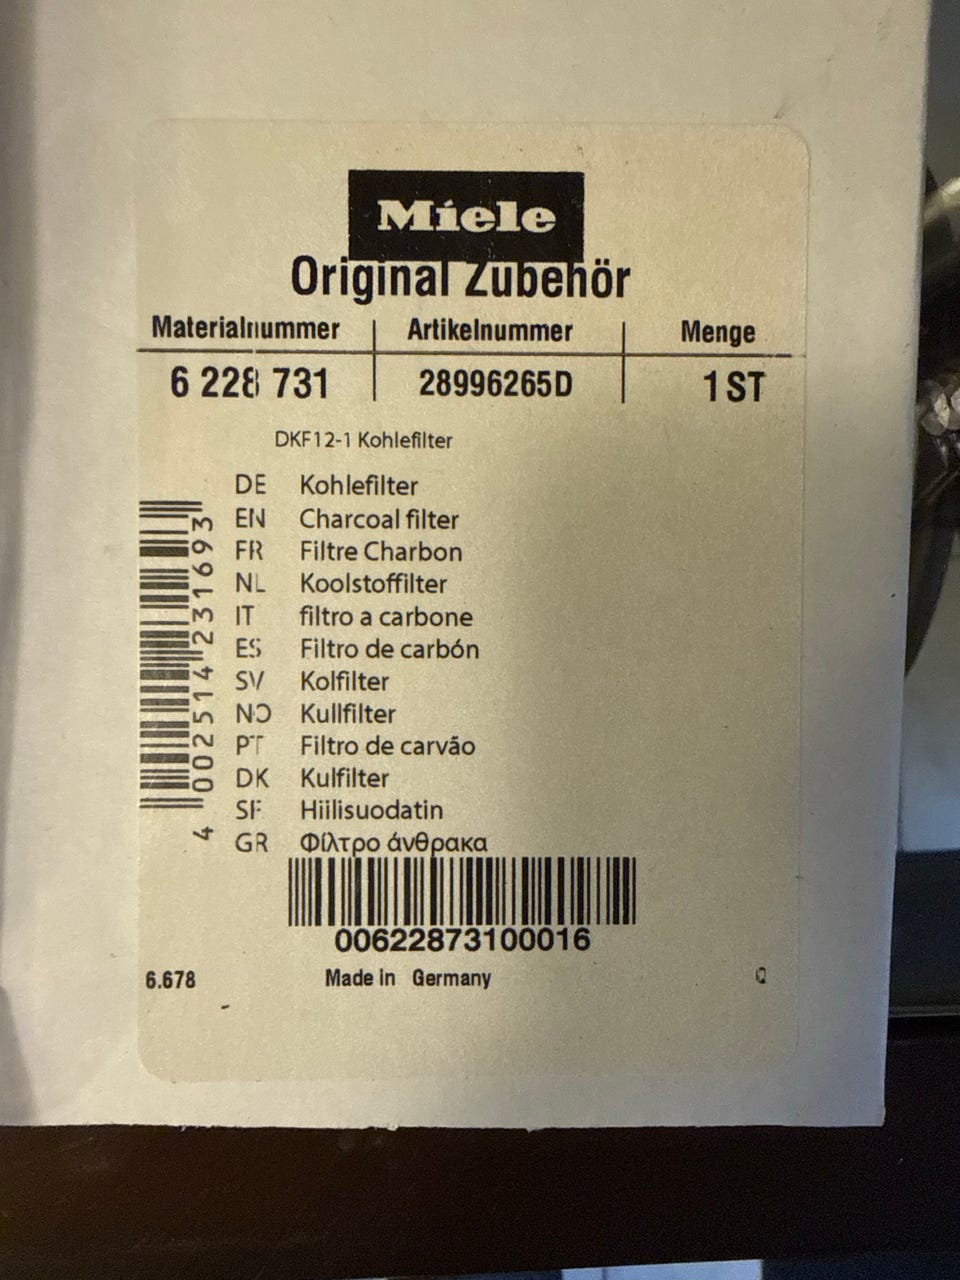 Miele
Original Zubehör
Materialnummer Artikelnummer Menge
6 228 731 28996265D 1 ST
DKF12-1 Kohlefilter
DE Kohlefilter
EN Charcoal filter
FR Filtre Charbon
NL Koolstoffilter
IT filtro a carbone
ES Filtro de carbón
SV Kolfilter
NO Kullfilter
PT Filtro de carvão
DK Kulfilter
SF Hiilisuodatin
GR Φίλτρο άνθρακα
4 002514 231693
00622873100016
6.678 Made in Germany Q